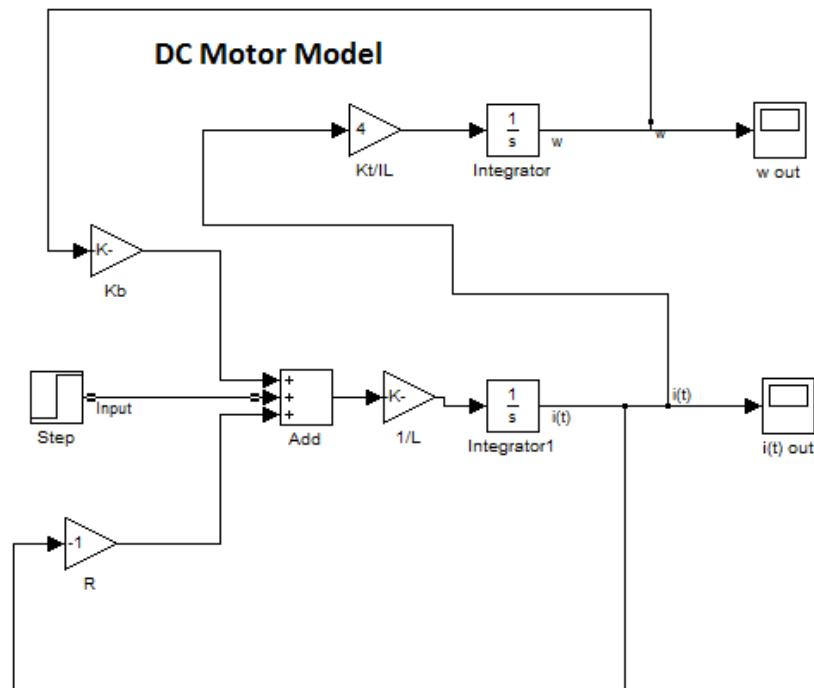 DC Motor Model
4
Kt/IL
1
s
Integrator
w
w
w out
K-
Kb
Step
Input
+
+
+
Add
K-
1/L
1
s
Integrator1
i(t)
i(t)
i(t) out
-1
R